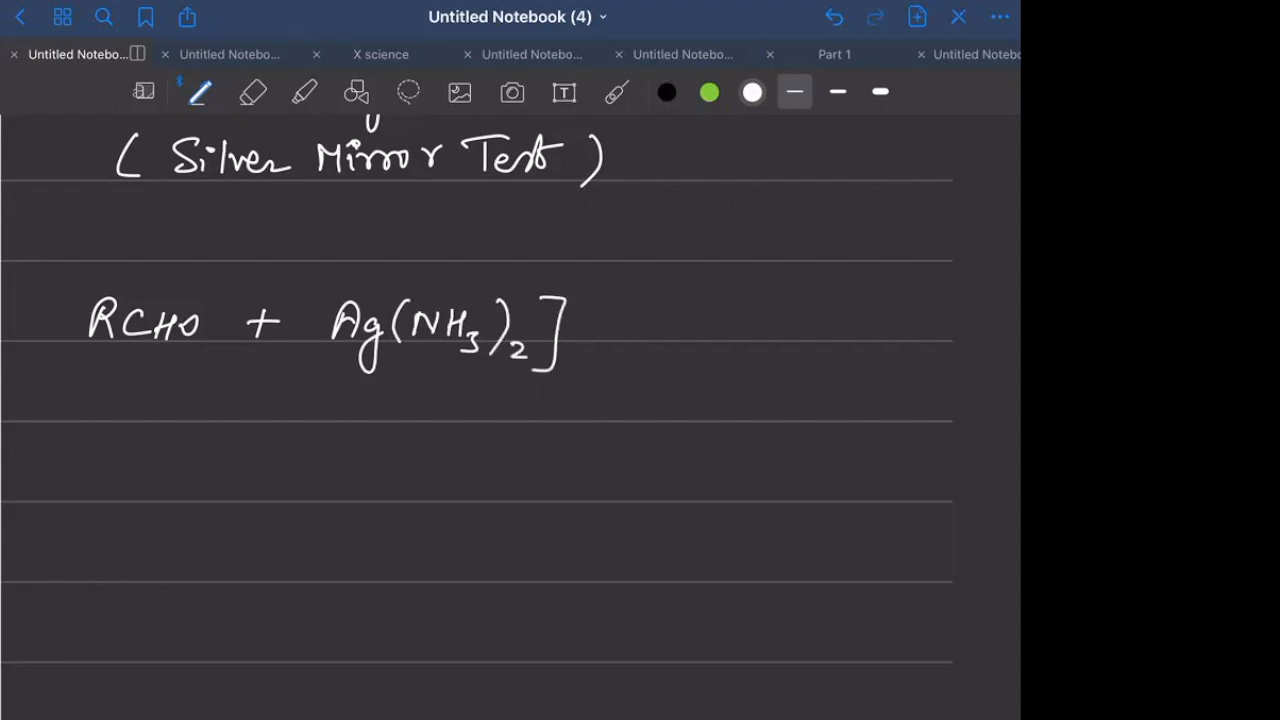 Untitled Notebook (4)
Untitled Notebo... Untitled Notebo... X science Untitled Notebo... Untitled Notebo... Part 1 Untitled Notebo
T
( Silver Mirror Test )
RCHO + Ag(NH₃)₂]